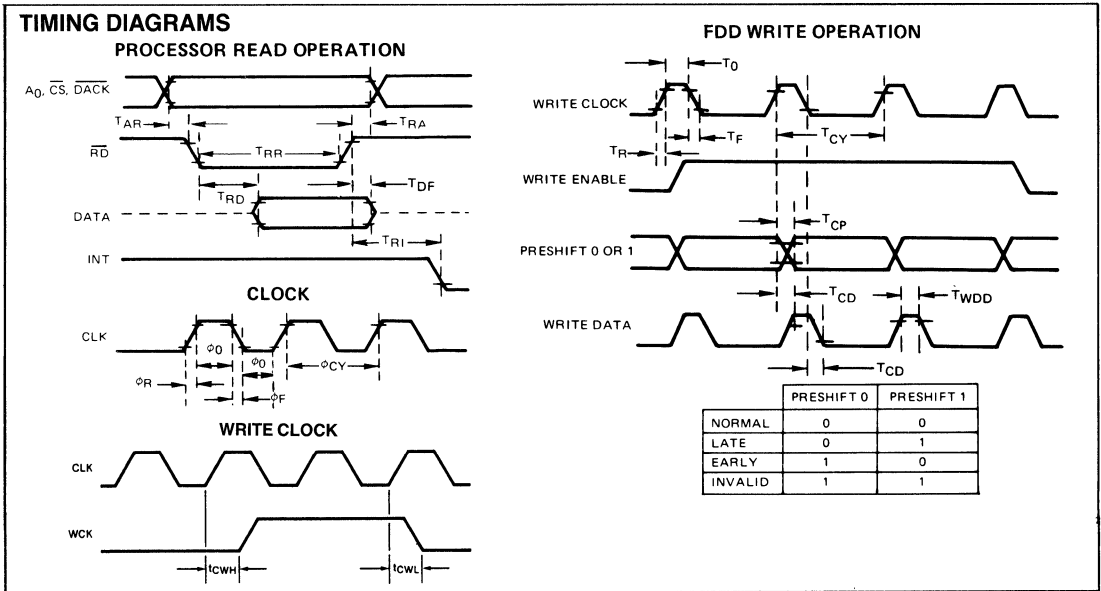 TIMING DIAGRAMS
PROCESSOR READ OPERATION
A0, CS, DACK
TAR
TRA
RD
TRR
TRD
TDF
DATA
TRI
INT
CLOCK
CLK
φ0
φ0
φCY
φR
φF
WRITE CLOCK
CLK
WCK
tCWH
tCWL
FDD WRITE OPERATION
T0
WRITE CLOCK
TF
TCY
TR
WRITE ENABLE
TCP
PRESHIFT 0 OR 1
TCD
TWDD
WRITE DATA
TCD
PRESHIFT 0 PRESHIFT 1
NORMAL 0 0
LATE 0 1
EARLY 1 0
INVALID 1 1